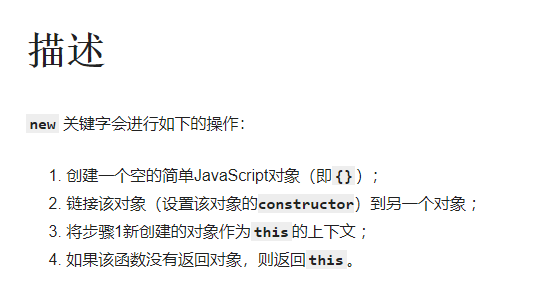 描述
new 关键字会进行如下的操作：
1. 创建一个空的简单JavaScript对象（即{}）；
2. 链接该对象（设置该对象的constructor）到另一个对象 ；
3. 将步骤1新创建的对象作为this的上下文 ；
4. 如果该函数没有返回对象，则返回this。